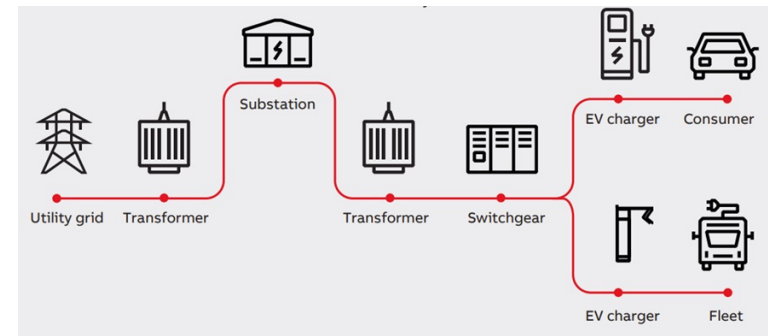 Substation
EV charger
Consumer
Utility grid
Transformer
Transformer
Switchgear
EV charger
Fleet